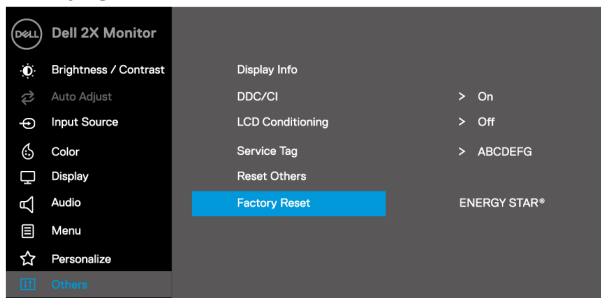 DELL Dell 2X Monitor
Brightness / Contrast
Auto Adjust
Input Source
Color
Display
Audio
Menu
Personalize
Others
Display Info
DDC/CI > On
LCD Conditioning > Off
Service Tag > ABCDEFG
Reset Others
Factory Reset ENERGY STAR®